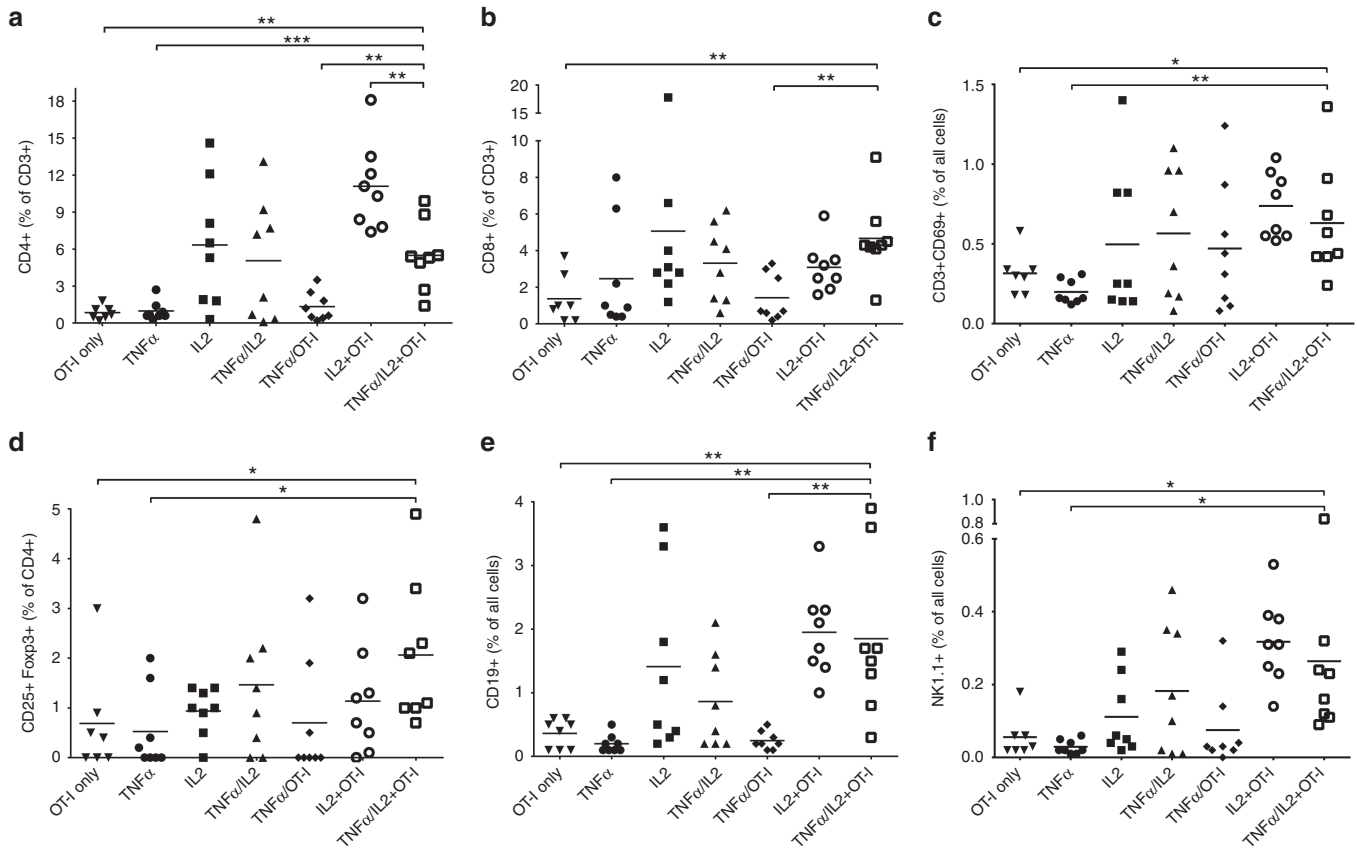 a
**
***
**
**
CD4+ (% of CD3+)
18
15
12
9
6
3
0
OT-I only
TNFα
IL2
TNFα/IL2
TNFα/OT-I
IL2+OT-I
TNFα/IL2+OT-I
b
**
**
CD8+ (% of CD3+)
20
15
10
8
6
4
2
0
OT-I only
TNFα
IL2
TNFα/IL2
TNFα/OT-I
IL2+OT-I
TNFα/IL2+OT-I
c
*
**
CD3+CD69+ (% of all cells)
1.5
1.0
0.5
0.0
OT-I only
TNFα
IL2
TNFα/IL2
TNFα/OT-I
IL2+OT-I
TNFα/IL2+OT-I
d
*
*
CD25+ Foxp3+ (% of CD4+)
5
4
3
2
1
0
OT-I only
TNFα
IL2
TNFα/IL2
TNFα/OT-I
IL2+OT-I
TNFα/IL2+OT-I
e
**
**
**
CD19+ (% of all cells)
4
3
2
1
0
OT-I only
TNFα
IL2
TNFα/IL2
TNFα/OT-I
IL2+OT-I
TNFα/IL2+OT-I
f
*
*
NK1.1+ (% of all cells)
1.0
0.8
0.6
0.4
0.2
0.0
OT-I only
TNFα
IL2
TNFα/IL2
TNFα/OT-I
IL2+OT-I
TNFα/IL2+OT-I